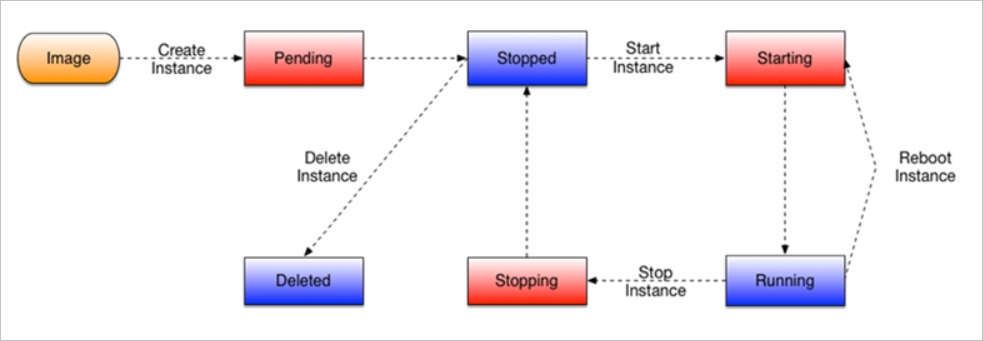 Image
Create
Instance
Pending
Stopped
Start
Instance
Starting
Delete
Instance
Reboot
Instance
Deleted
Stopping
Stop
Instance
Running